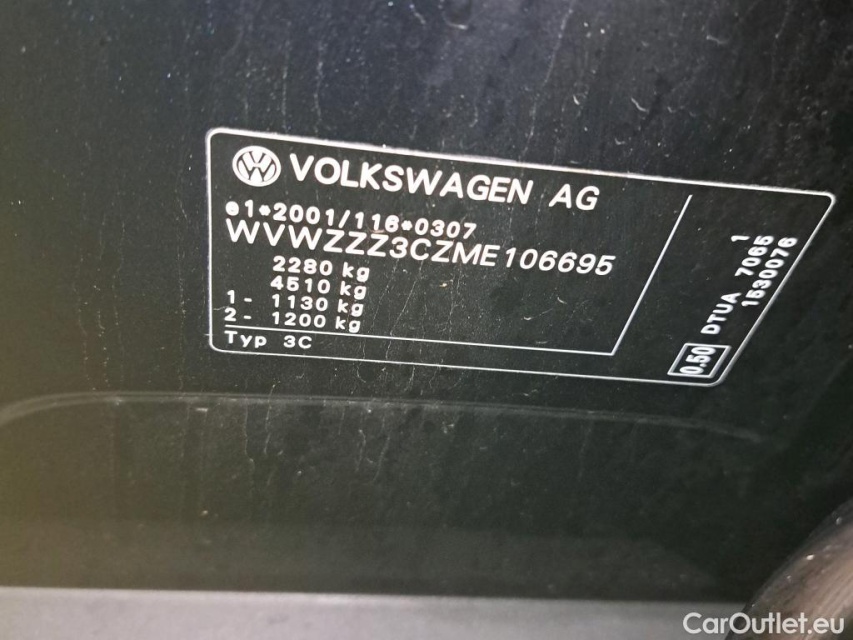 VOLKSWAGEN AG
●1*2001/116*0307
WVWZZZ3CZME106695
2280 kg
4510 kg
1- 1130 kg
2- 1200 kg
Typ 3C
0.50 DTUA 7065 1
1530076
CarOutlet.eu